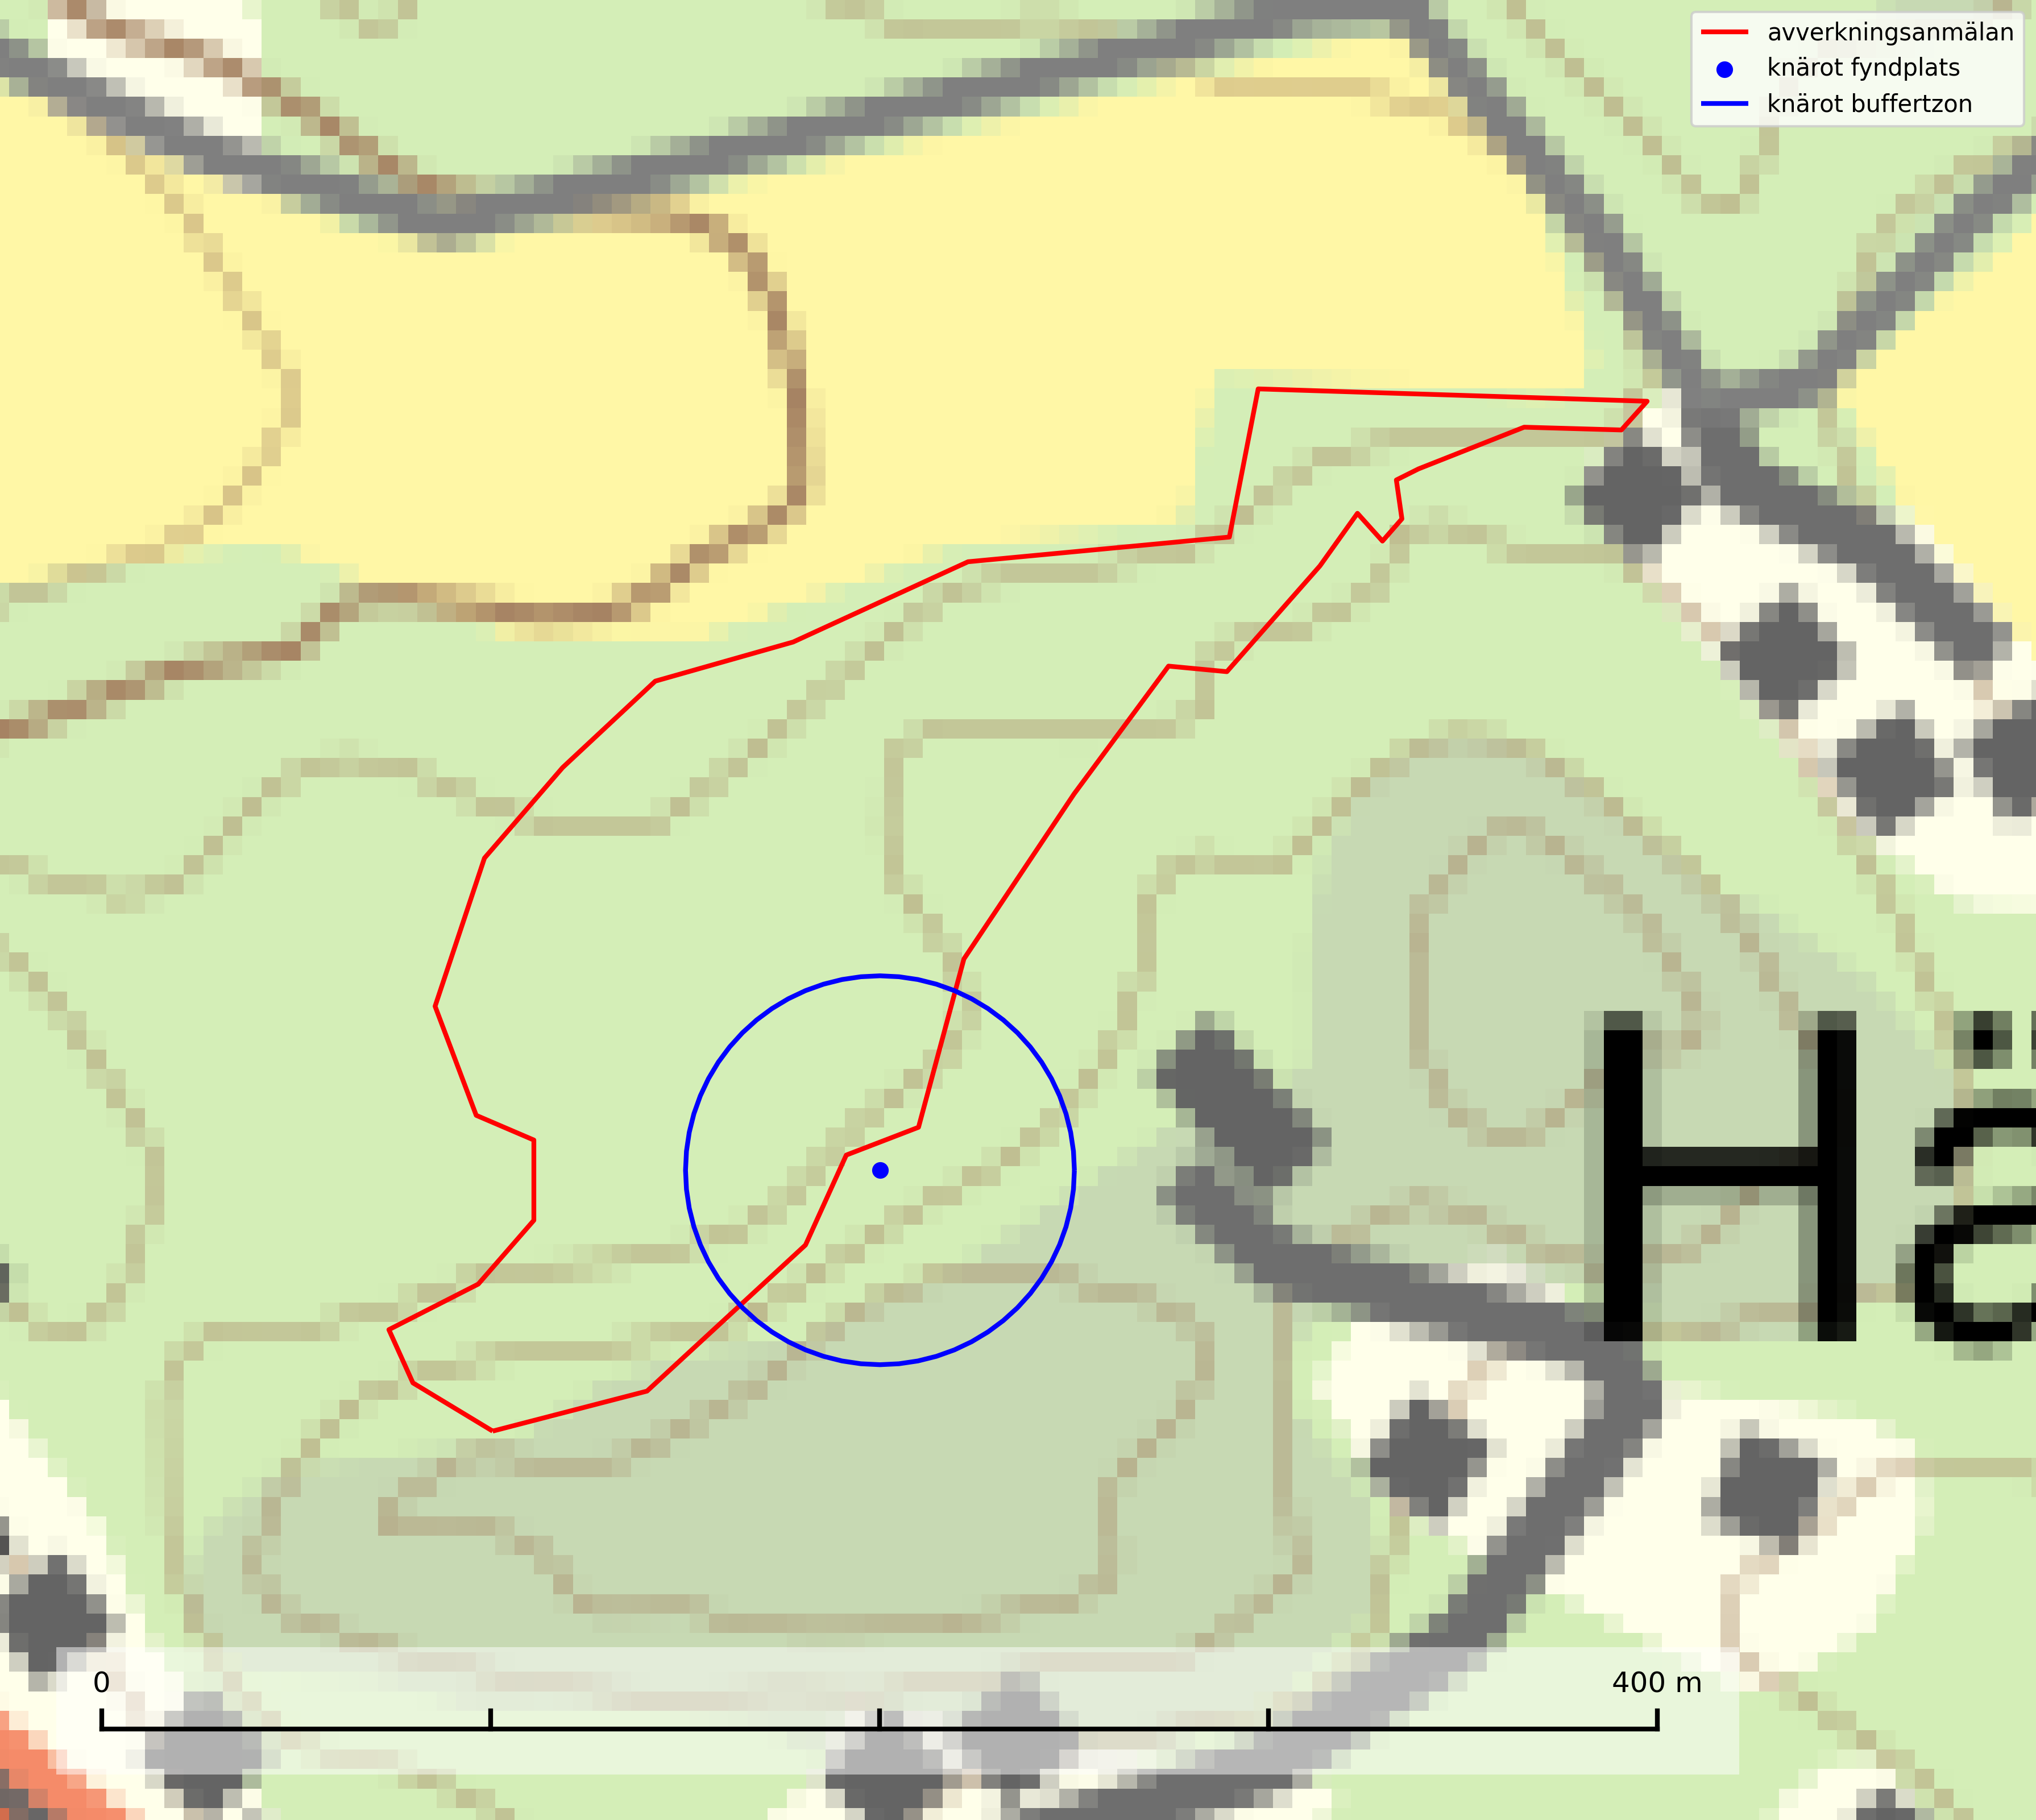 avverkningsanmälan
knärot fyndplats
knärot buffertzon
0 400 m